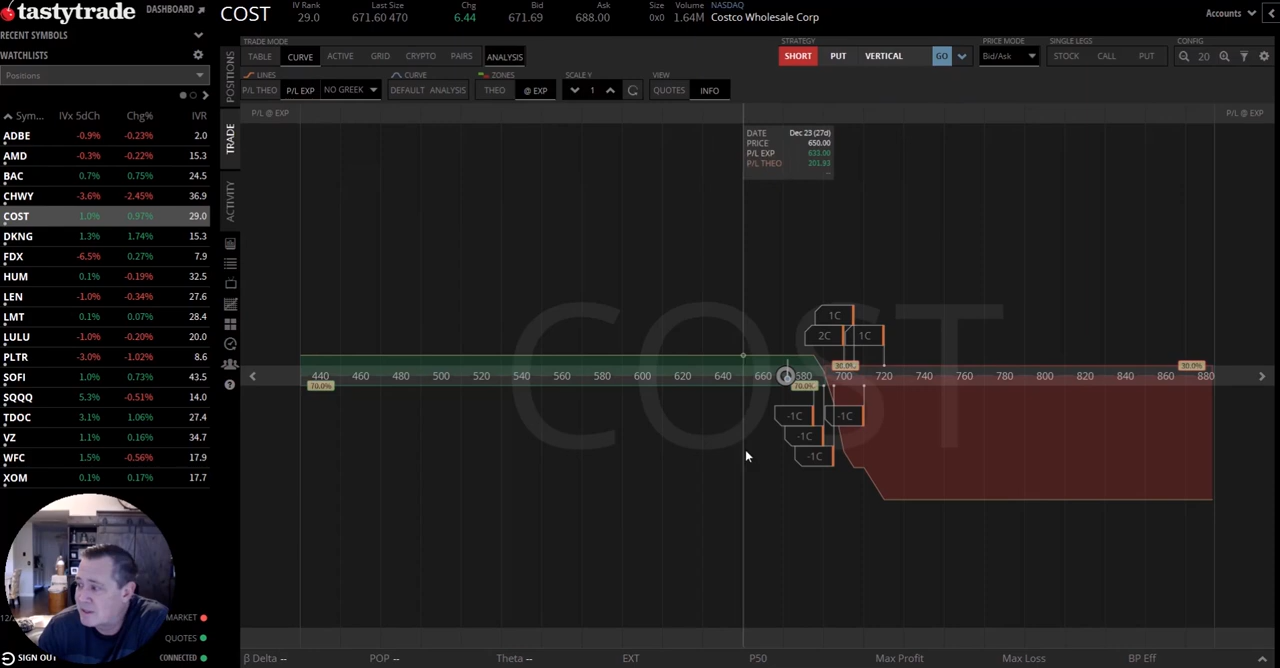 tastytrade DASHBOARD
RECENT SYMBOLS
WATCHLISTS
Positions
Sym... IVx 5dCh Chg% IVR
ADBE -0.9% -0.23% 2.0
AMD -0.3% -0.22% 15.3
BAC 0.7% 0.75% 24.5
CHWY -3.6% -2.45% 36.9
COST 1.0% 0.97% 29.0
DKNG 1.3% 1.74% 15.3
FDX -6.5% 0.27% 7.9
HUM 0.1% -0.19% 32.5
LEN -1.0% -0.34% 27.6
LMT 0.1% 0.07% 28.4
LULU -1.0% -0.20% 20.0
PLTR -3.0% -1.02% 8.6
SOFI 1.0% 0.73% 43.5
SQQQ 5.3% -0.51% 14.0
TDOC 3.1% 1.06% 27.4
VZ 1.1% 0.16% 34.7
WFC 1.5% -0.56% 17.9
XOM 0.1% 0.17% 17.7
MARKET
QUOTES
SIGN OUT
CONNECTED
POSITIONS
TRADE
ACTIVITY
COST
IV Rank Last Size Chg Bid Ask Size Volume NASDAQ
29.0 671.60 470 6.44 671.69 688.00 0x0 1.64M Costco Wholesale Corp
Accounts
TRADE MODE
TABLE CURVE ACTIVE GRID CRYPTO PAIRS ANALYSIS
STRATEGY
SHORT PUT VERTICAL GO
PRICE MODE
Bid/Ask
SINGLE LEGS
STOCK CALL PUT
CONFIG
20
LINES
P/L THEO P/L EXP NO GREEK
CURVE
DEFAULT ANALYSIS
ZONES
THEO @ EXP
SCALE Y
1
VIEW
QUOTES INFO
P/L @ EXP P/L @ EXP
DATE Dec 23 (27d)
PRICE 650.00
P/L EXP 633.00
P/L THEO 201.93
COST
1C
2C 1C
30.0% 30.0%
440 460 480 500 520 540 560 580 600 620 640 660 680 700 720 740 760 780 800 820 840 860 880
70.0% 70.0%
-1C -1C
-1C
-1C
β Delta -- POP -- Theta -- EXT P50 Max Profit Max Loss BP Eff